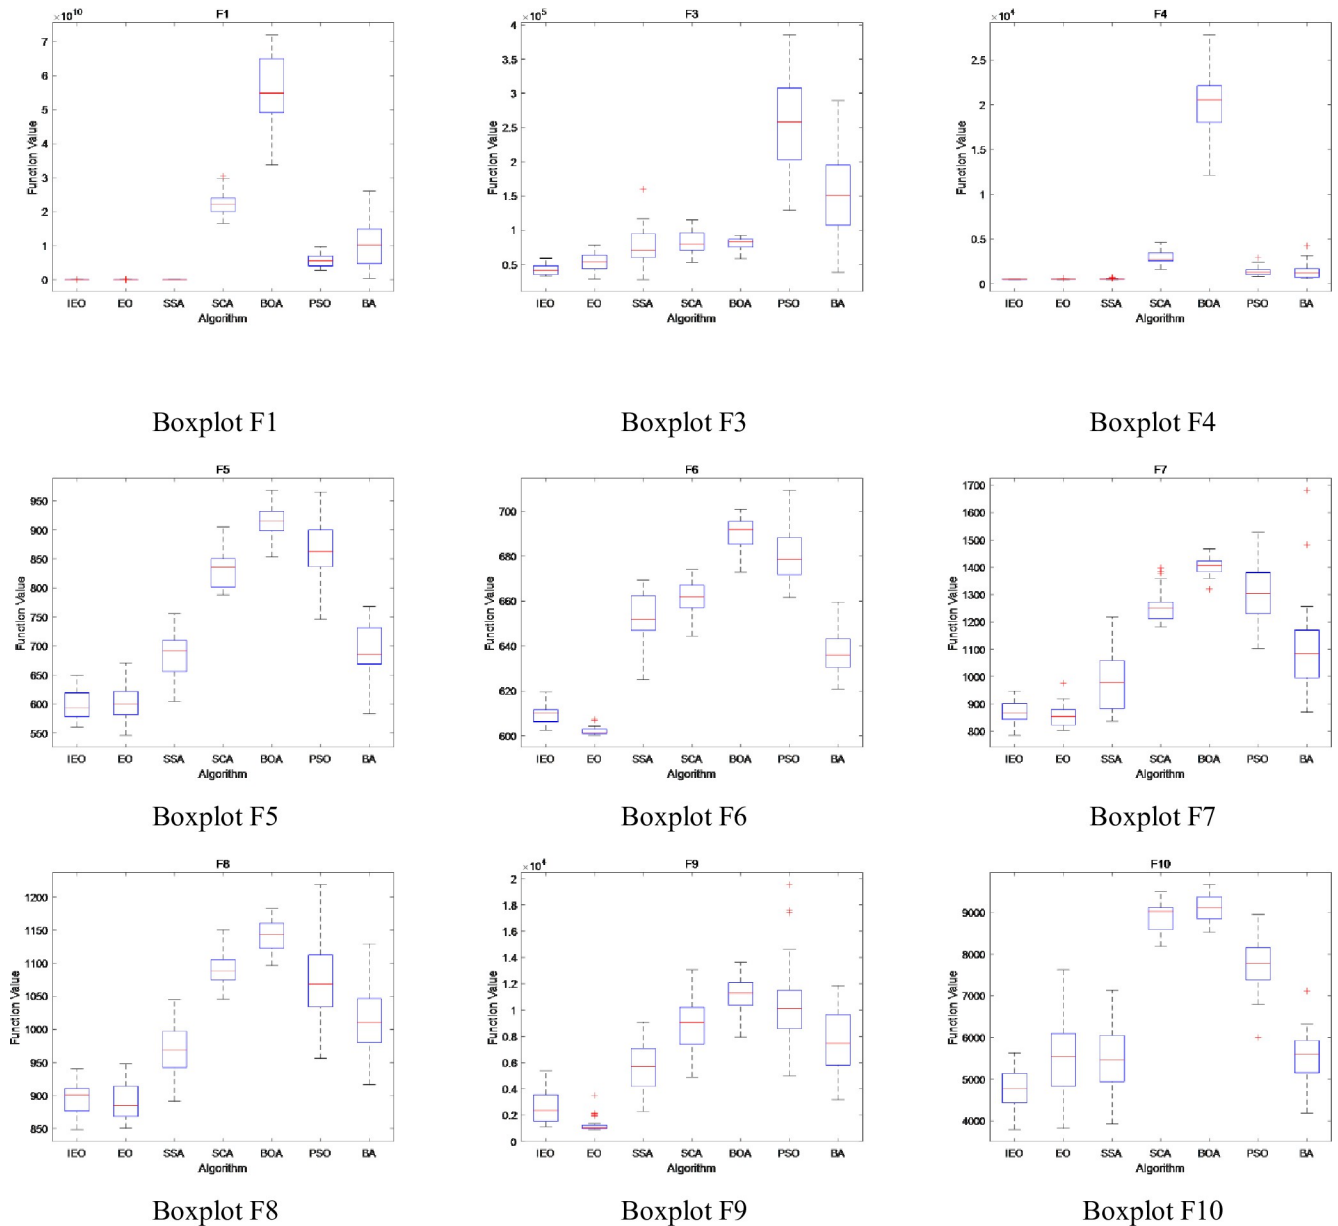 F1
×10^10
7
6
5
4
3
2
1
0
Function Value
IEO EO SSA SCA BOA PSO BA
Algorithm
Boxplot F1
F3
×10^5
4
3.5
3
2.5
2
1.5
1
0.5
Function Value
IEO EO SSA SCA BOA PSO BA
Algorithm
Boxplot F3
F4
×10^4
2.5
2
1.5
1
0.5
0
Function Value
IEO EO SSA SCA BOA PSO BA
Algorithm
Boxplot F4
F5
950
900
850
800
750
700
650
600
550
Function Value
IEO EO SSA SCA BOA PSO BA
Algorithm
Boxplot F5
F6
700
680
660
640
620
600
Function Value
IEO EO SSA SCA BOA PSO BA
Algorithm
Boxplot F6
F7
1700
1600
1500
1400
1300
1200
1100
1000
900
800
Function Value
IEO EO SSA SCA BOA PSO BA
Algorithm
Boxplot F7
F8
1200
1150
1100
1050
1000
950
900
850
Function Value
IEO EO SSA SCA BOA PSO BA
Algorithm
Boxplot F8
F9
×10^4
2
1.8
1.6
1.4
1.2
1
0.8
0.6
0.4
0.2
0
Function Value
IEO EO SSA SCA BOA PSO BA
Algorithm
Boxplot F9
F10
9000
8000
7000
6000
5000
4000
Function Value
IEO EO SSA SCA BOA PSO BA
Algorithm
Boxplot F10